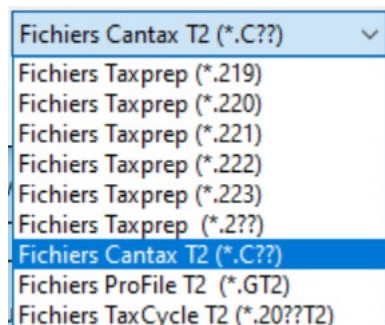 Fichiers Cantax T2 (*.C??)
Fichiers Taxprep (*.219)
Fichiers Taxprep (*.220)
Fichiers Taxprep (*.221)
Fichiers Taxprep (*.222)
Fichiers Taxprep (*.223)
Fichiers Taxprep (*.2??)
Fichiers Cantax T2 (*.C??)
Fichiers ProFile T2 (*.GT2)
Fichiers TaxCycle T2 (*.20??T2)